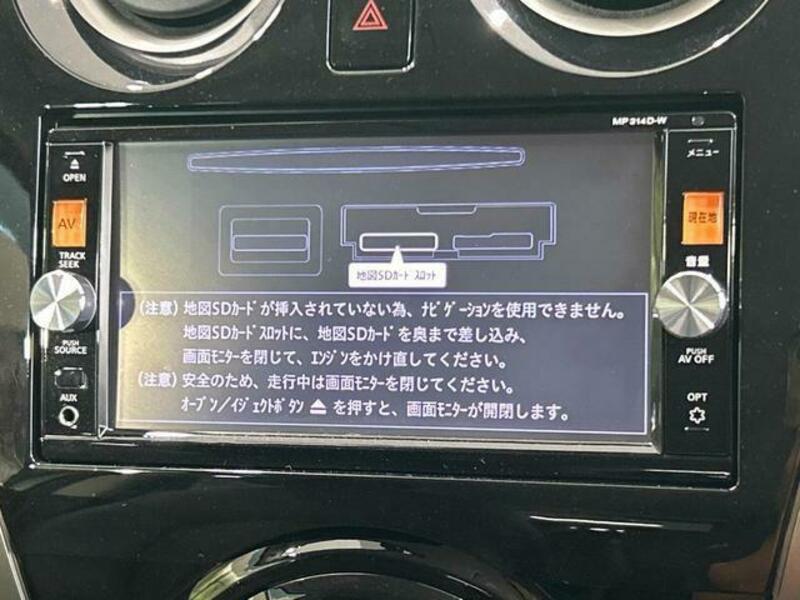 MP314D-W
OPEN
メニュー
AV
現在地
TRACK
SEEK
音量
地図SDｶｰﾄﾞ ｽﾛｯﾄ
(注意) 地図SDｶｰﾄﾞが挿入されていない為、ﾅﾋﾞｹﾞｰｼｮﾝを使用できません。
地図SDｶｰﾄﾞｽﾛｯﾄに、地図SDｶｰﾄﾞを奥まで差し込み、
画面ﾓﾆﾀｰを閉じて、ｴﾝｼﾞﾝをかけ直してください。
(注意) 安全のため、走行中は画面ﾓﾆﾀｰを閉じてください。
ｵｰﾌﾟﾝ／ｲｼﾞｪｸﾄﾎﾞﾀﾝ ⏏ を押すと、画面ﾓﾆﾀｰが開閉します。
PUSH
SOURCE
PUSH
AV OFF
AUX
OPT